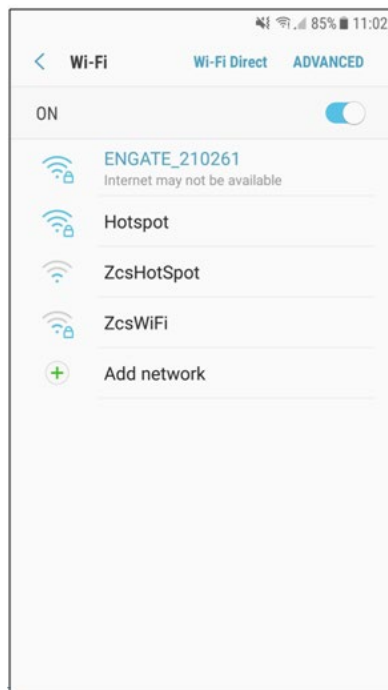 85% 11:02
Wi-Fi Wi-Fi Direct ADVANCED
ON
ENGATE_210261
Internet may not be available
Hotspot
ZcsHotSpot
ZcsWiFi
Add network